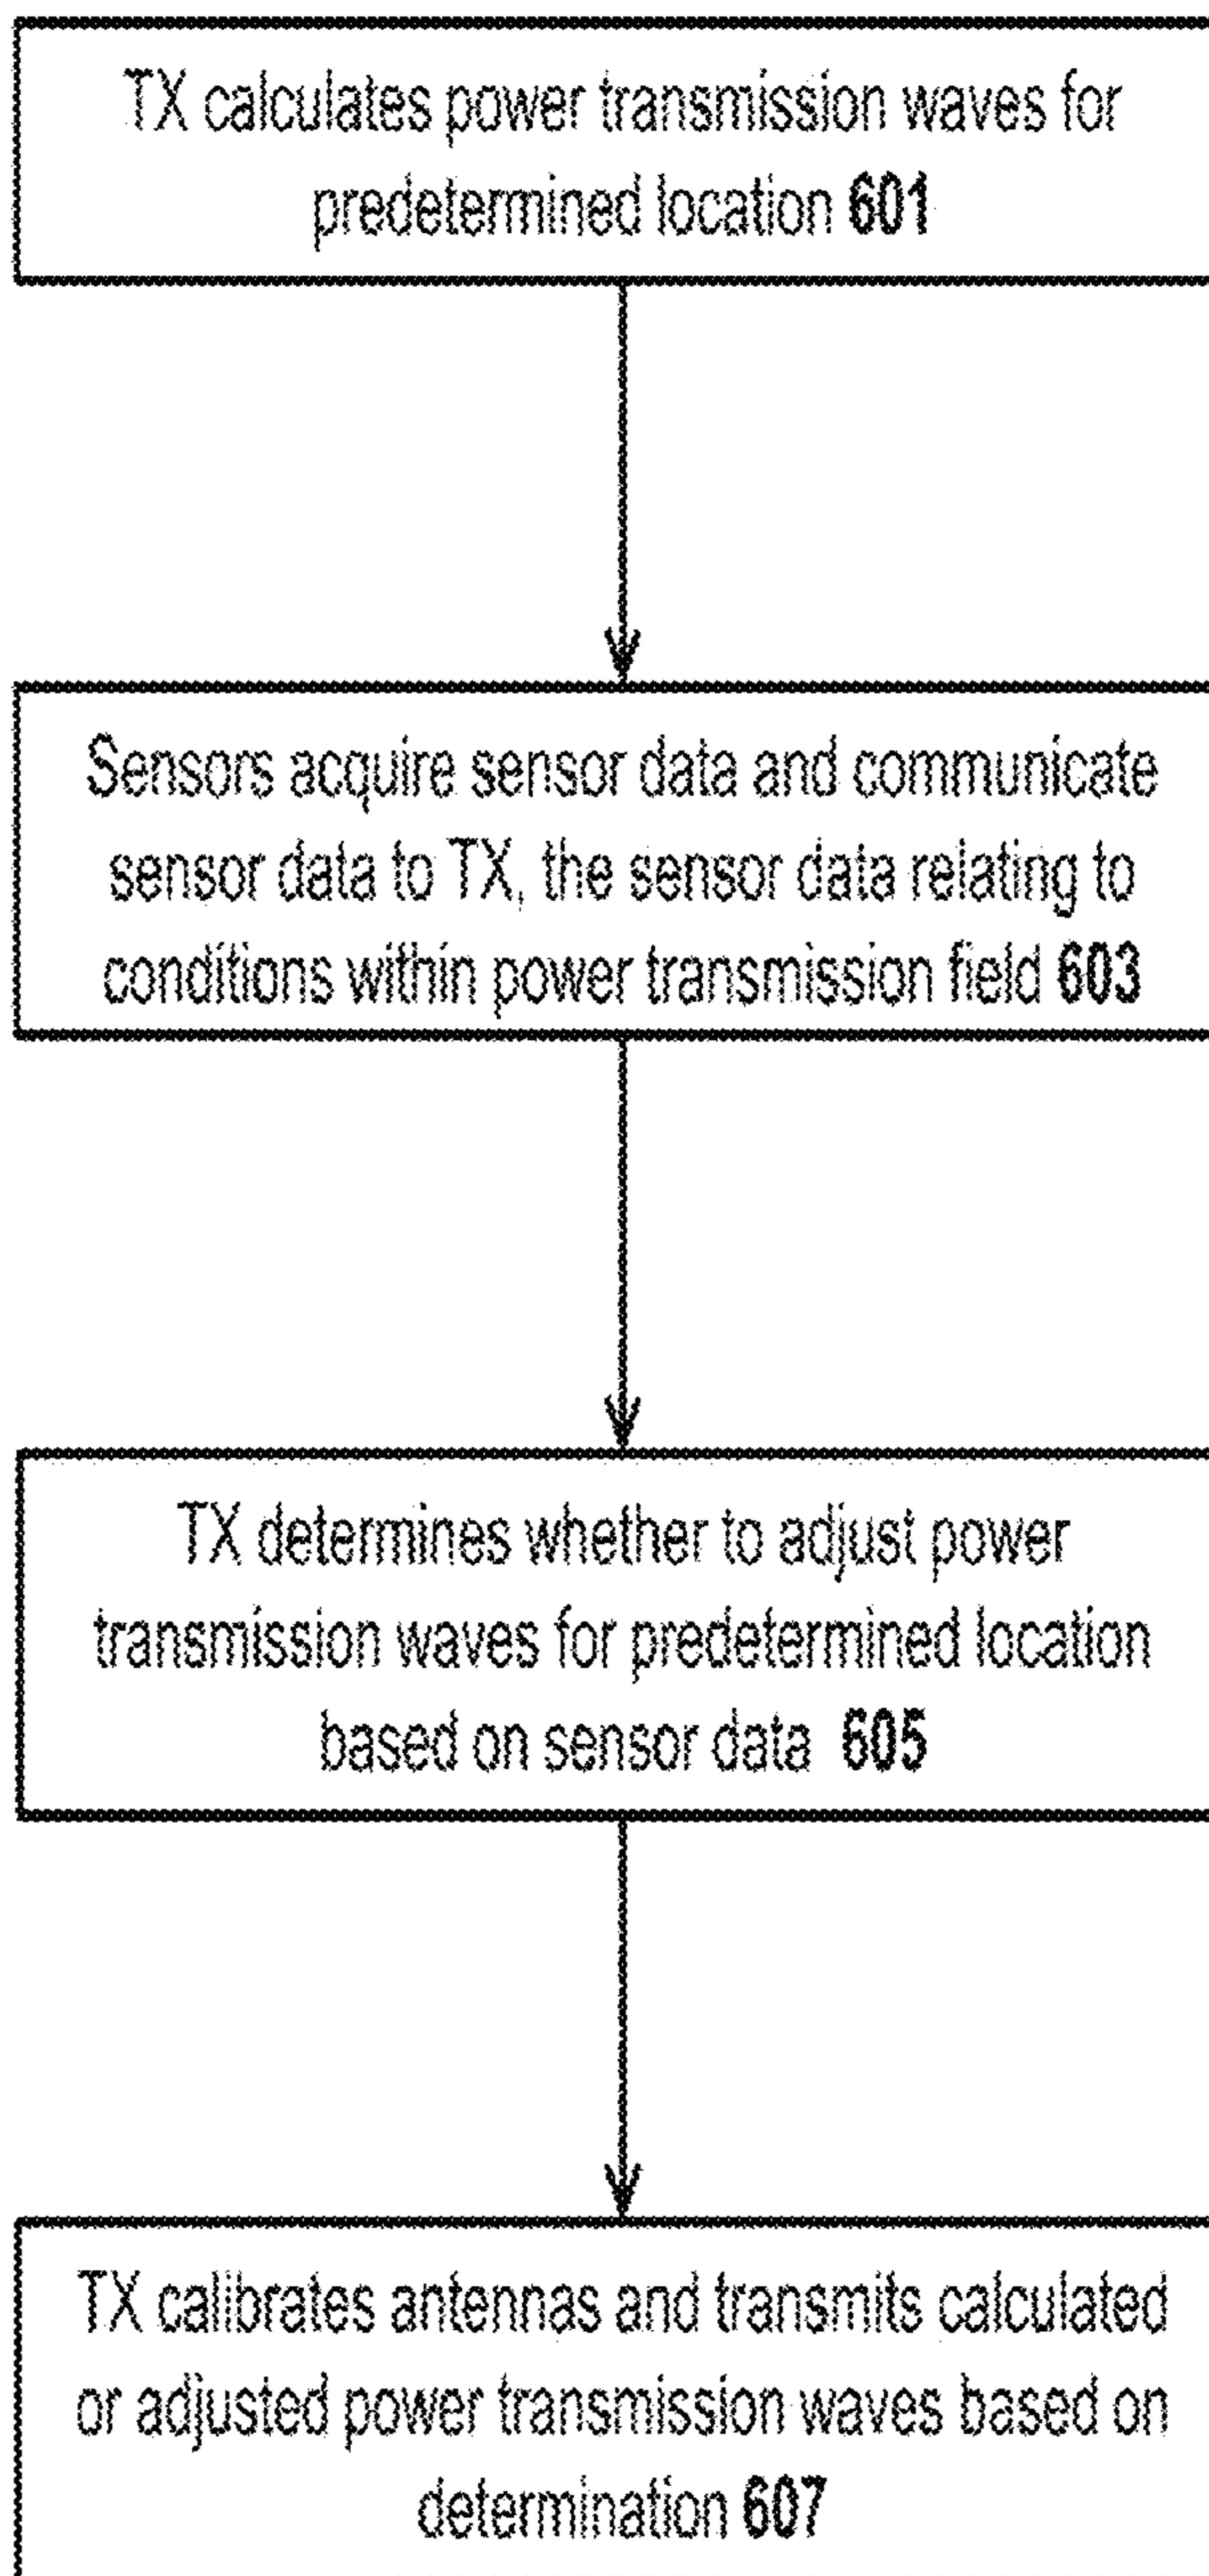 TX calculates power transmission waves for
predetermined location 601
Sensors acquire sensor data and communicate
sensor data to TX, the sensor data relating to
conditions within power transmission field 603
TX determines whether to adjust power
transmission waves for predetermined location
based on sensor data 605
TX calibrates antennas and transmits calculated
or adjusted power transmission waves based on
determination 607